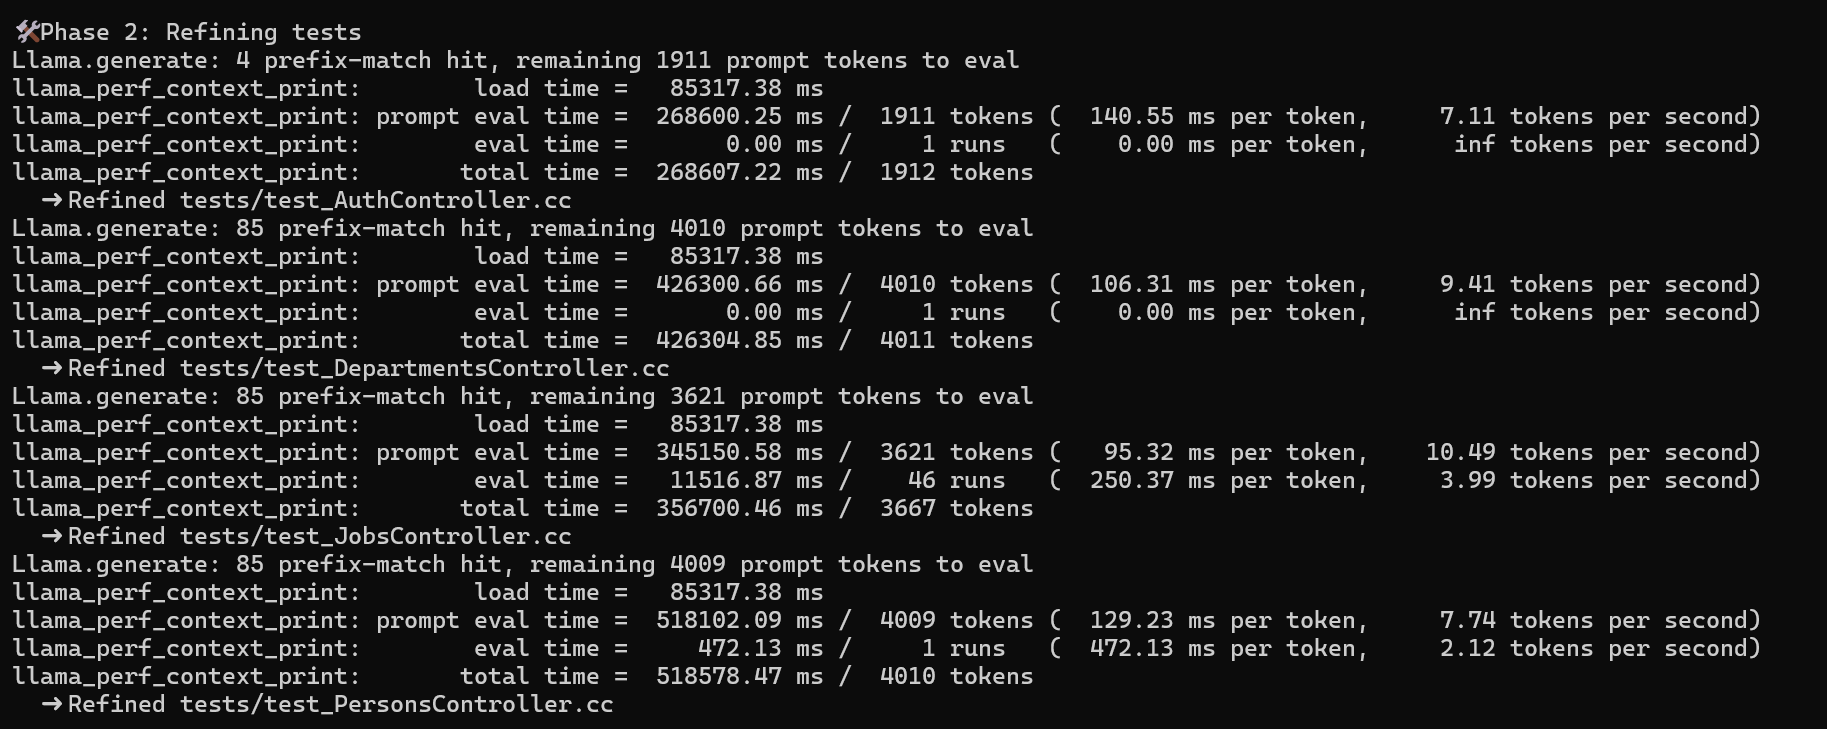 🛠Phase 2: Refining tests
Llama.generate: 4 prefix-match hit, remaining 1911 prompt tokens to eval
llama_perf_context_print:        load time =   85317.38 ms
llama_perf_context_print: prompt eval time =  268600.25 ms /  1911 tokens (  140.55 ms per token,     7.11 tokens per second)
llama_perf_context_print:        eval time =       0.00 ms /     1 runs   (    0.00 ms per token,      inf tokens per second)
llama_perf_context_print:       total time =  268607.22 ms /  1912 tokens
  ➜ Refined tests/test_AuthController.cc
Llama.generate: 85 prefix-match hit, remaining 4010 prompt tokens to eval
llama_perf_context_print:        load time =   85317.38 ms
llama_perf_context_print: prompt eval time =  426300.66 ms /  4010 tokens (  106.31 ms per token,     9.41 tokens per second)
llama_perf_context_print:        eval time =       0.00 ms /     1 runs   (    0.00 ms per token,      inf tokens per second)
llama_perf_context_print:       total time =  426304.85 ms /  4011 tokens
  ➜ Refined tests/test_DepartmentsController.cc
Llama.generate: 85 prefix-match hit, remaining 3621 prompt tokens to eval
llama_perf_context_print:        load time =   85317.38 ms
llama_perf_context_print: prompt eval time =  345150.58 ms /  3621 tokens (   95.32 ms per token,    10.49 tokens per second)
llama_perf_context_print:        eval time =   11516.87 ms /    46 runs   (  250.37 ms per token,     3.99 tokens per second)
llama_perf_context_print:       total time =  356700.46 ms /  3667 tokens
  ➜ Refined tests/test_JobsController.cc
Llama.generate: 85 prefix-match hit, remaining 4009 prompt tokens to eval
llama_perf_context_print:        load time =   85317.38 ms
llama_perf_context_print: prompt eval time =  518102.09 ms /  4009 tokens (  129.23 ms per token,     7.74 tokens per second)
llama_perf_context_print:        eval time =     472.13 ms /     1 runs   (  472.13 ms per token,     2.12 tokens per second)
llama_perf_context_print:       total time =  518578.47 ms /  4010 tokens
  ➜ Refined tests/test_PersonsController.cc